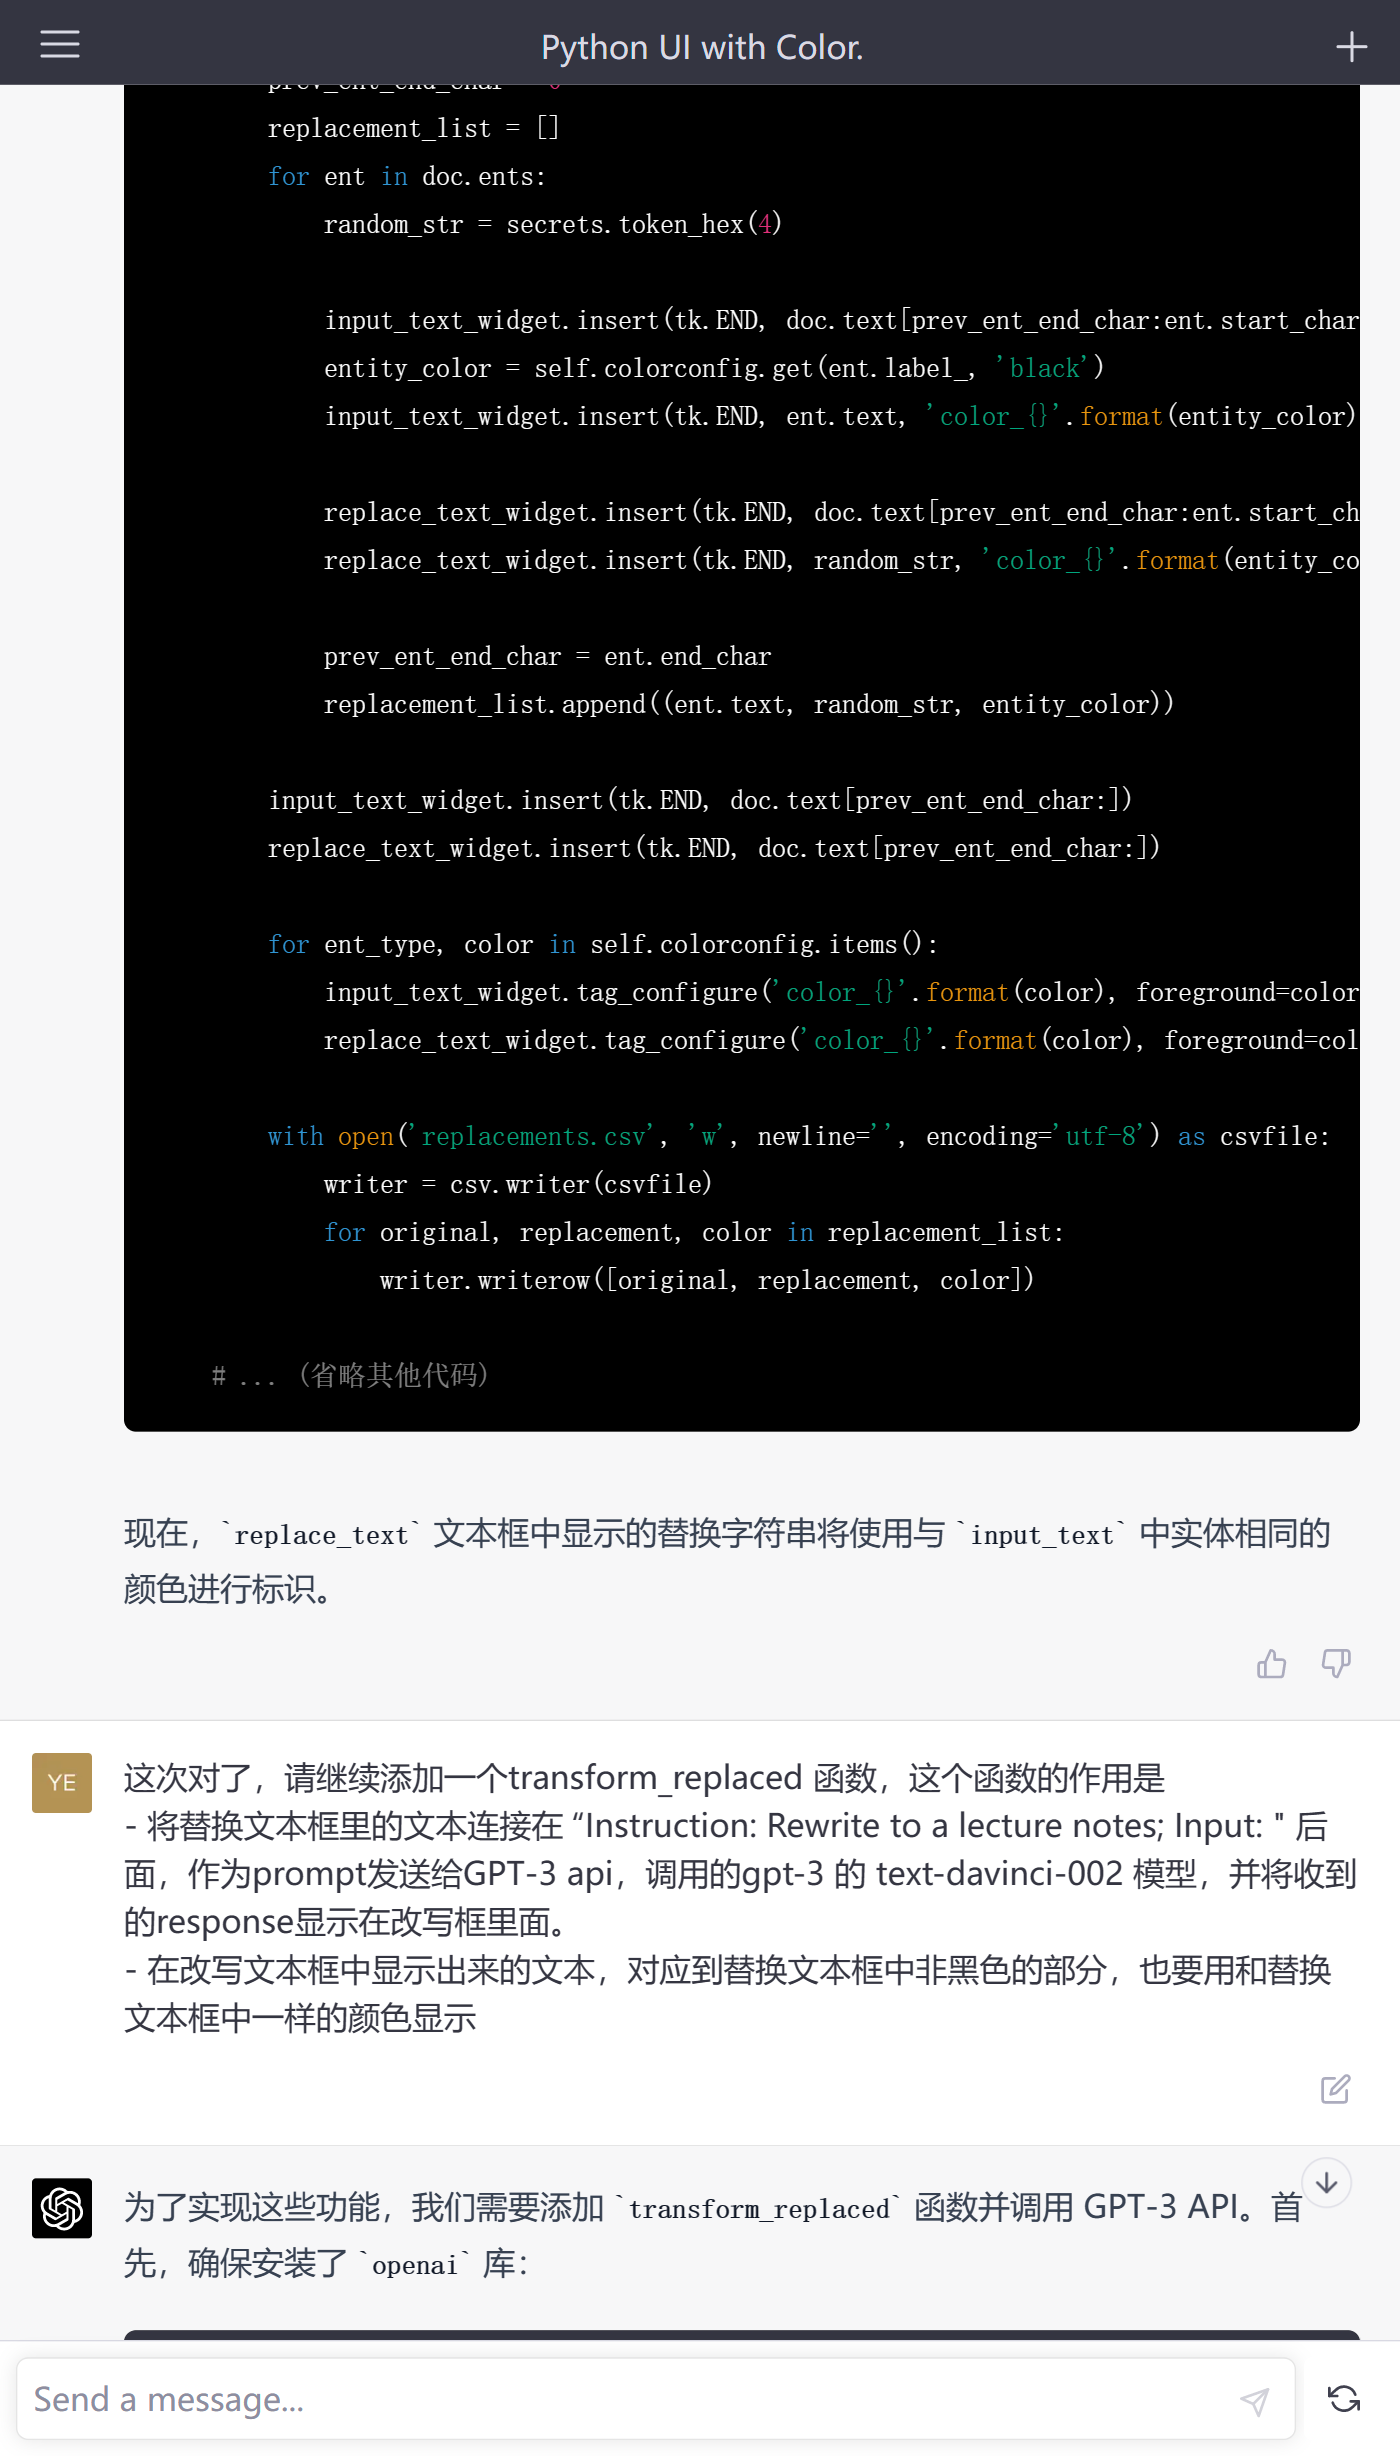 Python UI with Color.
replacement_list = []
for ent in doc.ents:
random_str = secrets.token_hex(4)
input_text_widget.insert(tk.END, doc.text[prev_ent_end_char:ent.start_char
entity_color = self.colorconfig.get(ent.label_, 'black')
input_text_widget.insert(tk.END, ent.text, 'color_{}'.format(entity_color)
replace_text_widget.insert(tk.END, doc.text[prev_ent_end_char:ent.start_ch
replace_text_widget.insert(tk.END, random_str, 'color_{}'.format(entity_co
prev_ent_end_char = ent.end_char
replacement_list.append((ent.text, random_str, entity_color))
input_text_widget.insert(tk.END, doc.text[prev_ent_end_char:])
replace_text_widget.insert(tk.END, doc.text[prev_ent_end_char:])
for ent_type, color in self.colorconfig.items():
input_text_widget.tag_configure('color_{}'.format(color), foreground=color
replace_text_widget.tag_configure('color_{}'.format(color), foreground=col
with open('replacements.csv', 'w', newline='', encoding='utf-8') as csvfile:
writer = csv.writer(csvfile)
for original, replacement, color in replacement_list:
writer.writerow([original, replacement, color])
# ... (省略其他代码)
现在，`replace_text` 文本框中显示的替换字符串将使用与 `input_text` 中实体相同的
颜色进行标识。
YE
这次对了，请继续添加一个transform_replaced 函数，这个函数的作用是
- 将替换文本框里的文本连接在 “Instruction: Rewrite to a lecture notes; Input: " 后
面，作为prompt发送给GPT-3 api，调用的gpt-3 的 text-davinci-002 模型，并将收到
的response显示在改写框里面。
- 在改写文本框中显示出来的文本，对应到替换文本框中非黑色的部分，也要用和替换
文本框中一样的颜色显示
为了实现这些功能，我们需要添加 `transform_replaced` 函数并调用 GPT-3 API。首
先，确保安装了 `openai` 库：
Send a message...